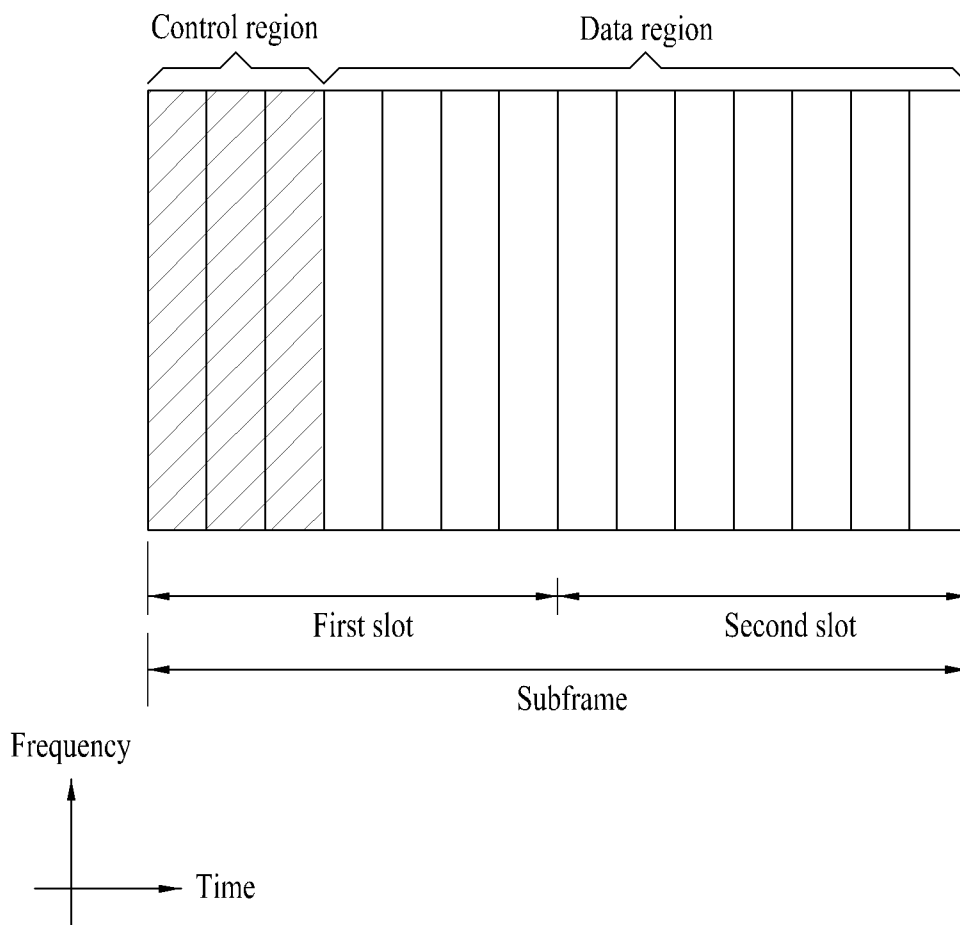 Control region
Data region
First slot
Second slot
Subframe
Frequency
Time